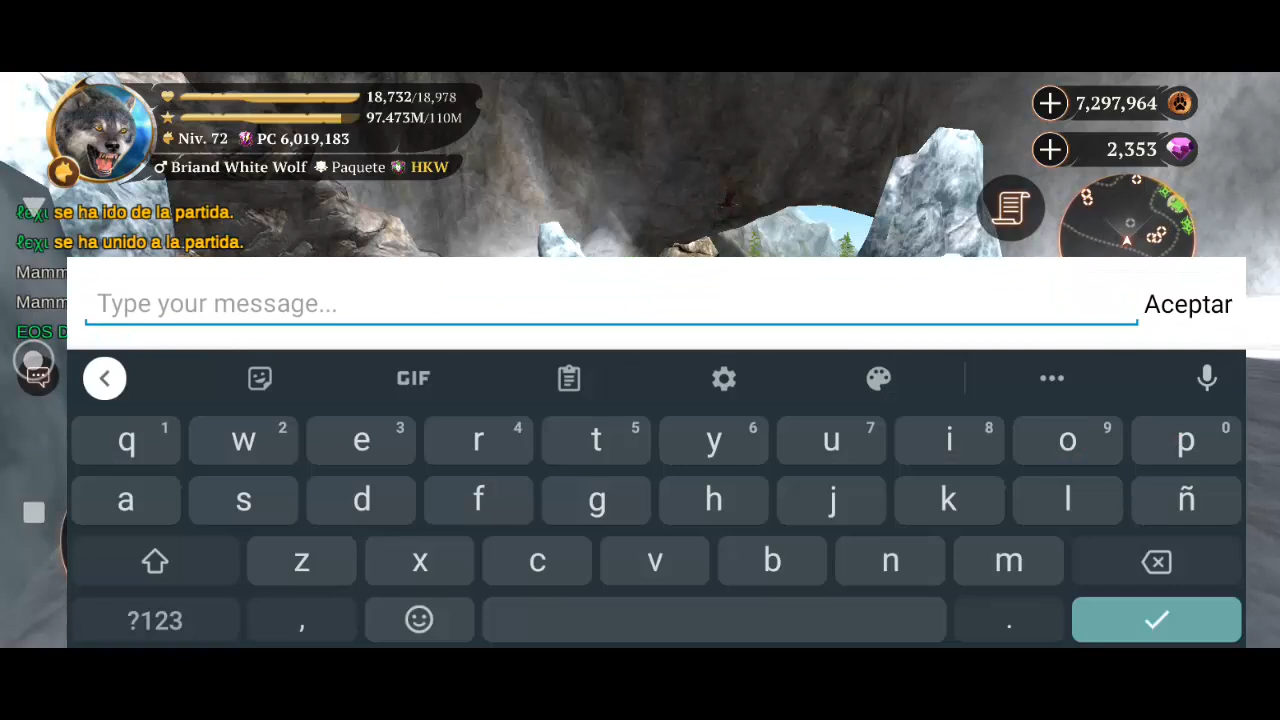 18,732/18,978
97.473M/110M
Niv. 72 PC 6,019,183
♂ Briand White Wolf Paquete HKW
7,297,964
2,353
se ha ido de la partida.
se ha unido a la partida.
Mamm
Mamm
EOS D
Type your message...
Aceptar
GIF
q 1 w 2 e 3 r 4 t 5 y 6 u 7 i 8 o 9 p 0
a s d f g h j k l ñ
z x c v b n m
?123 , .